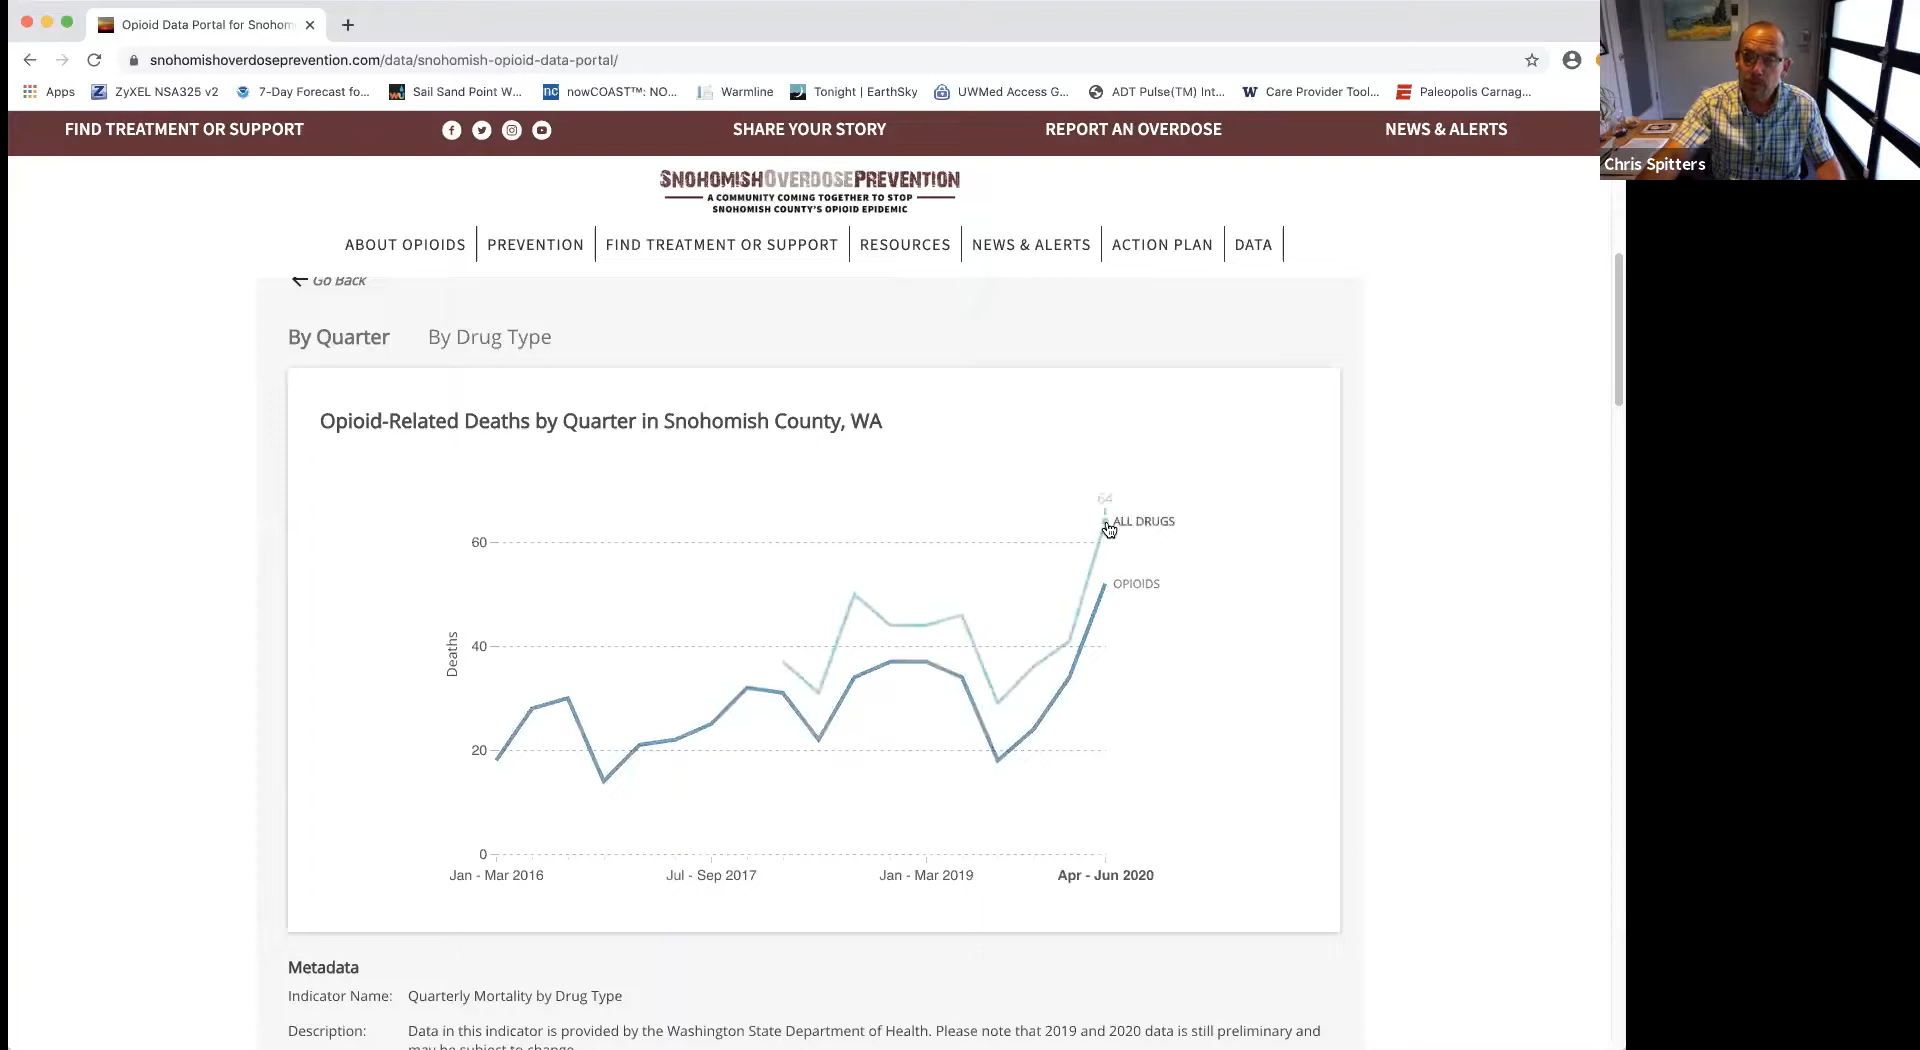 Opioid Data Portal for Snohom
snohomishoverdoseprevention.com/data/snohomish-opioid-data-portal/
Apps ZyXEL NSA325 v2 7-Day Forecast fo... Sail Sand Point W... nowCOAST™: NO... Warmline Tonight | EarthSky UWMed Access G... ADT Pulse(TM) Int... Care Provider Tool... Paleopolis Carnag...
FIND TREATMENT OR SUPPORT SHARE YOUR STORY REPORT AN OVERDOSE NEWS & ALERTS
Chris Spitters
SNOHOMISHOVERDOSEPREVENTION
A COMMUNITY COMING TOGETHER TO STOP
SNOHOMISH COUNTY'S OPIOID EPIDEMIC
ABOUT OPIOIDS PREVENTION FIND TREATMENT OR SUPPORT RESOURCES NEWS & ALERTS ACTION PLAN DATA
Go Back
By Quarter By Drug Type
Opioid-Related Deaths by Quarter in Snohomish County, WA
64
ALL DRUGS
60
OPIOIDS
Deaths
40
20
0
Jan - Mar 2016 Jul - Sep 2017 Jan - Mar 2019 Apr - Jun 2020
Metadata
Indicator Name: Quarterly Mortality by Drug Type
Description: Data in this indicator is provided by the Washington State Department of Health. Please note that 2019 and 2020 data is still preliminary and
may be subject to change.